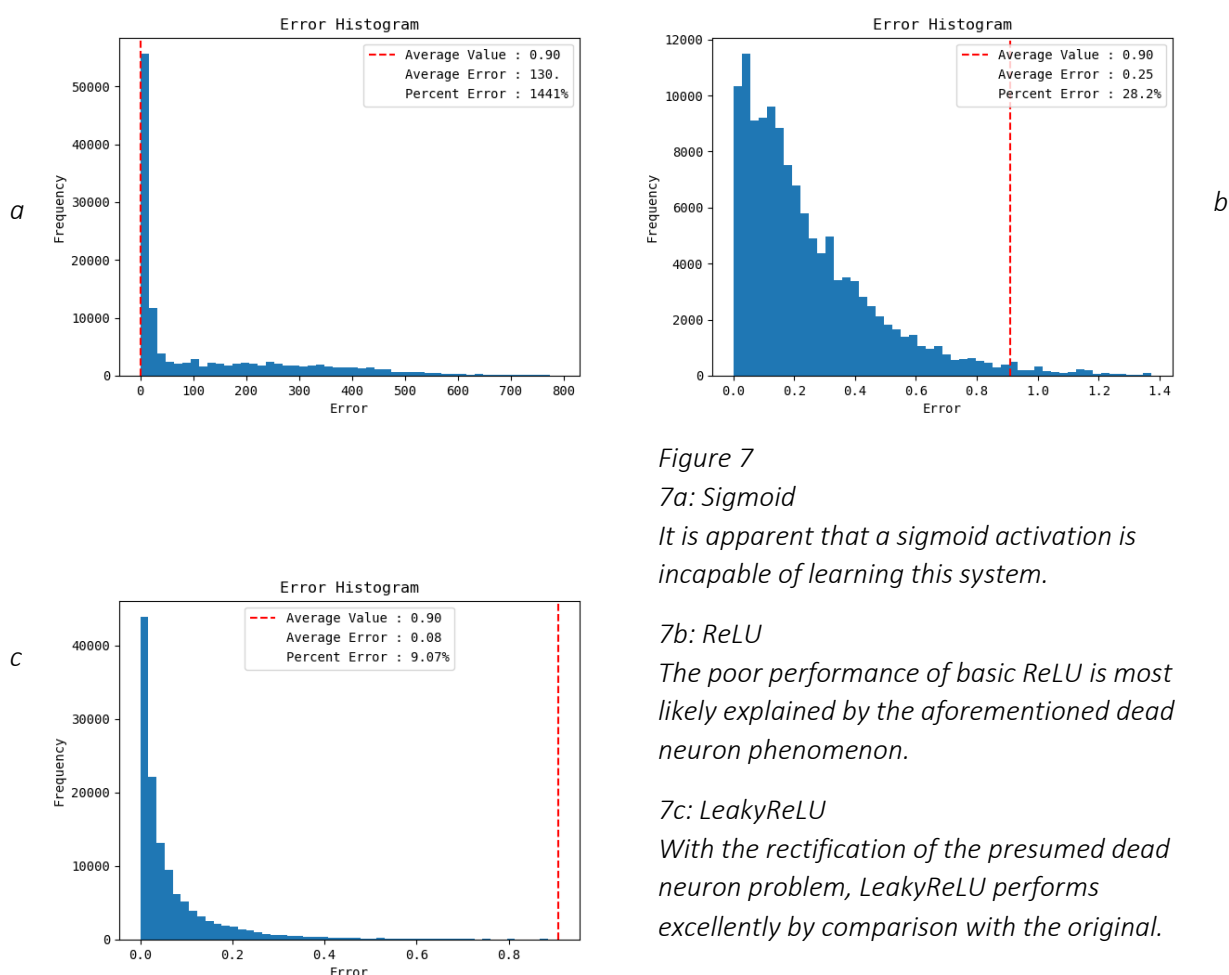 Error Histogram
Average Value : 0.90
Average Error : 130.
Percent Error : 1441%
50000
40000
30000
20000
10000
0
Frequency
0 100 200 300 400 500 600 700 800
Error
a
Error Histogram
Average Value : 0.90
Average Error : 0.25
Percent Error : 28.2%
12000
10000
8000
6000
4000
2000
0
Frequency
0.0 0.2 0.4 0.6 0.8 1.0 1.2 1.4
Error
b
Error Histogram
Average Value : 0.90
Average Error : 0.08
Percent Error : 9.07%
40000
30000
20000
10000
0
Frequency
0.0 0.2 0.4 0.6 0.8
Error
c
Figure 7
7a: Sigmoid
It is apparent that a sigmoid activation is
incapable of learning this system.
7b: ReLU
The poor performance of basic ReLU is most
likely explained by the aforementioned dead
neuron phenomenon.
7c: LeakyReLU
With the rectification of the presumed dead
neuron problem, LeakyReLU performs
excellently by comparison with the original.